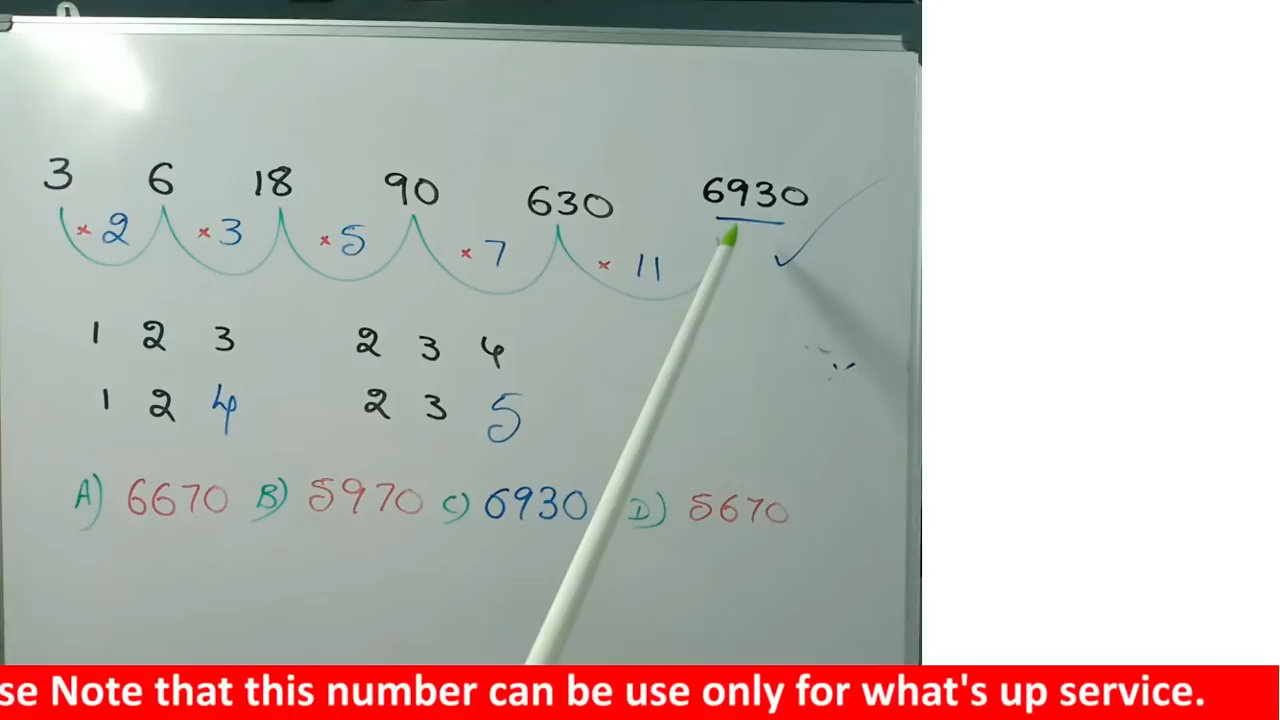 3 6 18 90 630 6930
× 2 × 3 × 5 × 7 × 11
1 2 3 2 3 4
1 2 4 2 3 5
A) 6670 B) 5970 C) 6930 D) 5670
se Note that this number can be use only for what's up service.